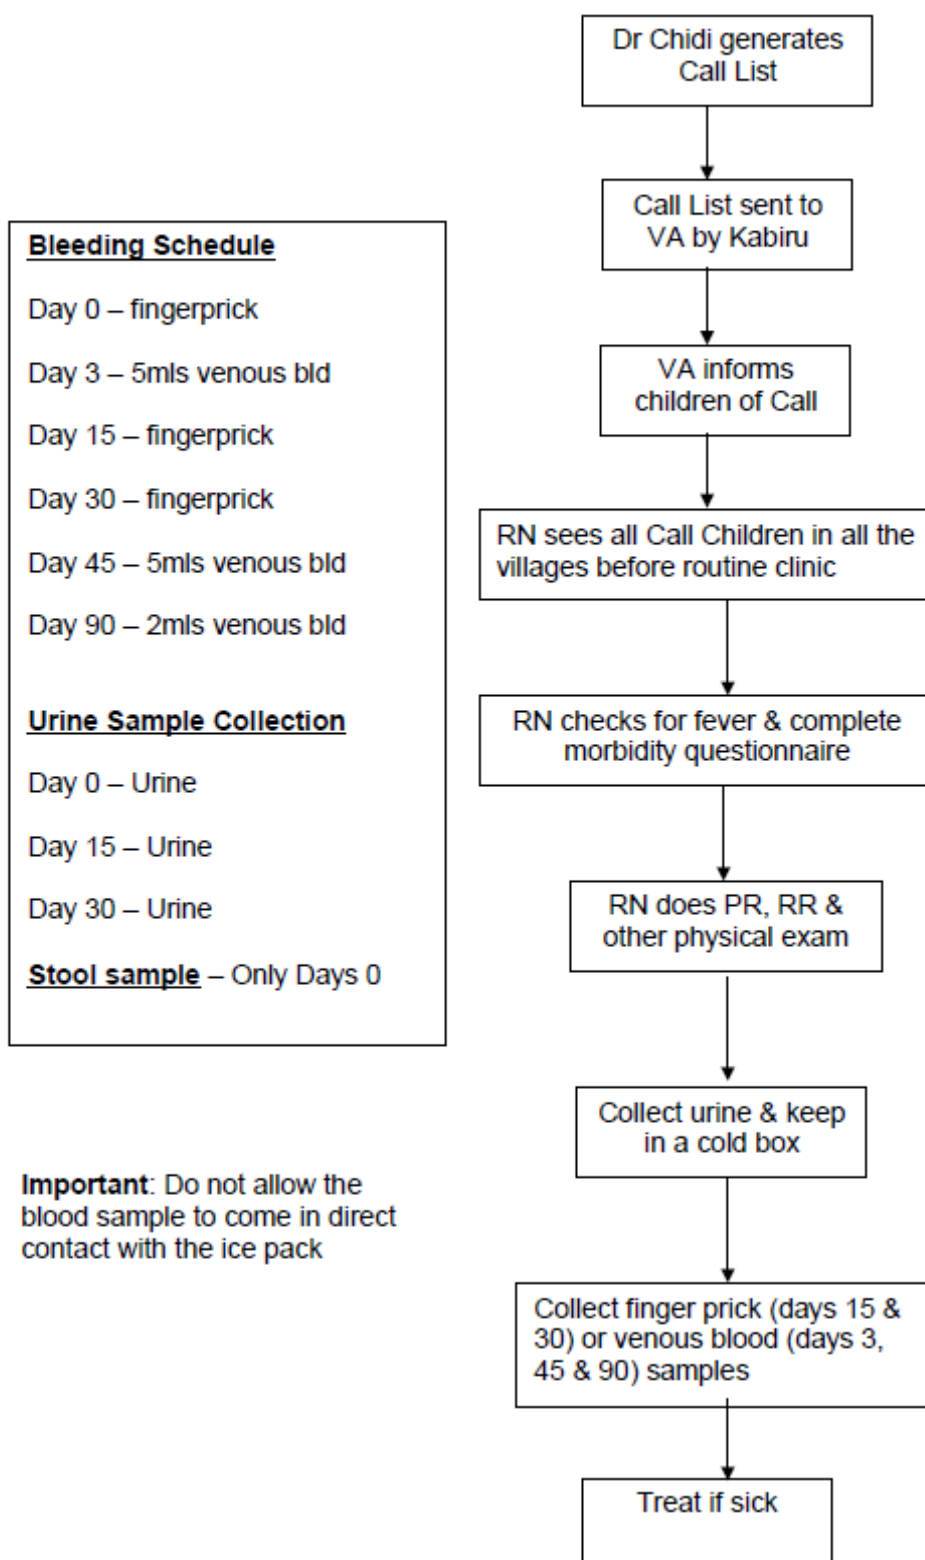 Dr Chidi generates
Call List
Call List sent to
VA by Kabiru
VA informs
children of Call
RN sees all Call Children in all the
villages before routine clinic
RN checks for fever & complete
morbidity questionnaire
RN does PR, RR &
other physical exam
Collect urine & keep
in a cold box
Collect finger prick (days 15 &
30) or venous blood (days 3,
45 & 90) samples
Treat if sick
Bleeding Schedule
Day 0 – fingerprick
Day 3 – 5mls venous bld
Day 15 – fingerprick
Day 30 – fingerprick
Day 45 – 5mls venous bld
Day 90 – 2mls venous bld
Urine Sample Collection
Day 0 – Urine
Day 15 – Urine
Day 30 – Urine
Stool sample – Only Days 0
Important: Do not allow the
blood sample to come in direct
contact with the ice pack